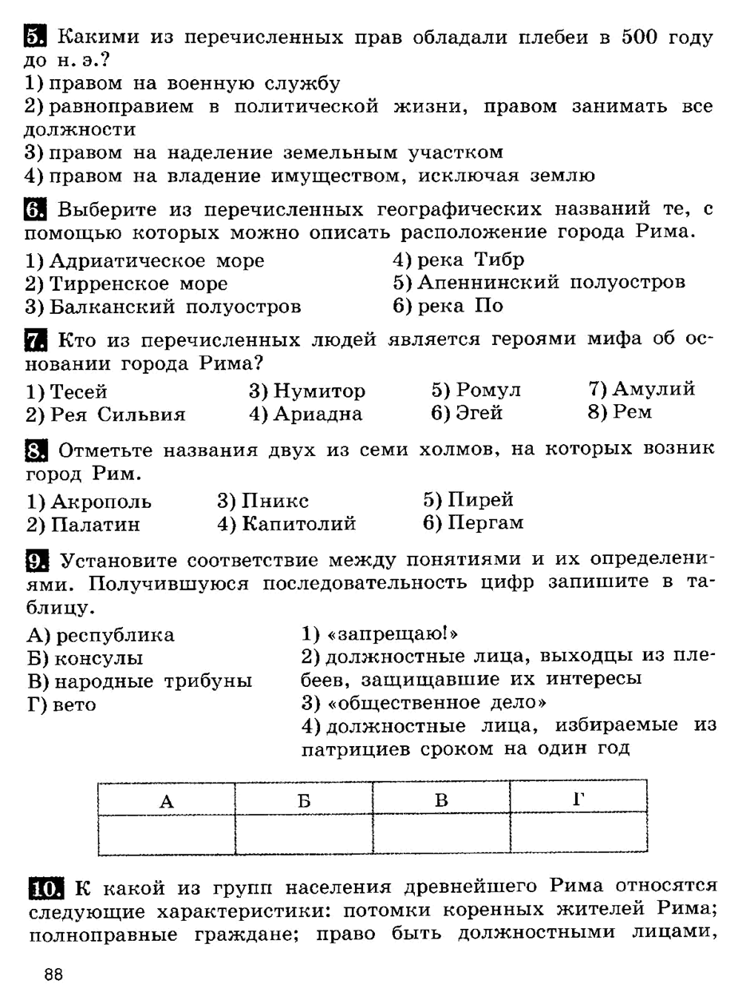 5. Какими из перечисленных прав обладали плебеи в 500 году
до н. э.?
1) правом на военную службу
2) равноправием в политической жизни, правом занимать все
должности
3) правом на наделение земельным участком
4) правом на владение имуществом, исключая землю
6. Выберите из перечисленных географических названий те, с
помощью которых можно описать расположение города Рима.
1) Адриатическое море 4) река Тибр
2) Тирренское море 5) Апеннинский полуостров
3) Балканский полуостров 6) река По
7. Кто из перечисленных людей является героями мифа об ос-
новании города Рима?
1) Тесей 3) Нумитор 5) Ромул 7) Амулий
2) Рея Сильвия 4) Ариадна 6) Эгей 8) Рем
8. Отметьте названия двух из семи холмов, на которых возник
город Рим.
1) Акрополь 3) Пникс 5) Пирей
2) Палатин 4) Капитолий 6) Пергам
9. Установите соответствие между понятиями и их определени-
ями. Получившуюся последовательность цифр запишите в та-
блицу.
А) республика 1) «запрещаю!»
Б) консулы 2) должностные лица, выходцы из пле-
В) народные трибуны беев, защищавшие их интересы
Г) вето 3) «общественное дело»
4) должностные лица, избираемые из
патрициев сроком на один год
А Б В Г
10. К какой из групп населения древнейшего Рима относятся
следующие характеристики: потомки коренных жителей Рима;
полноправные граждане; право быть должностными лицами,
88